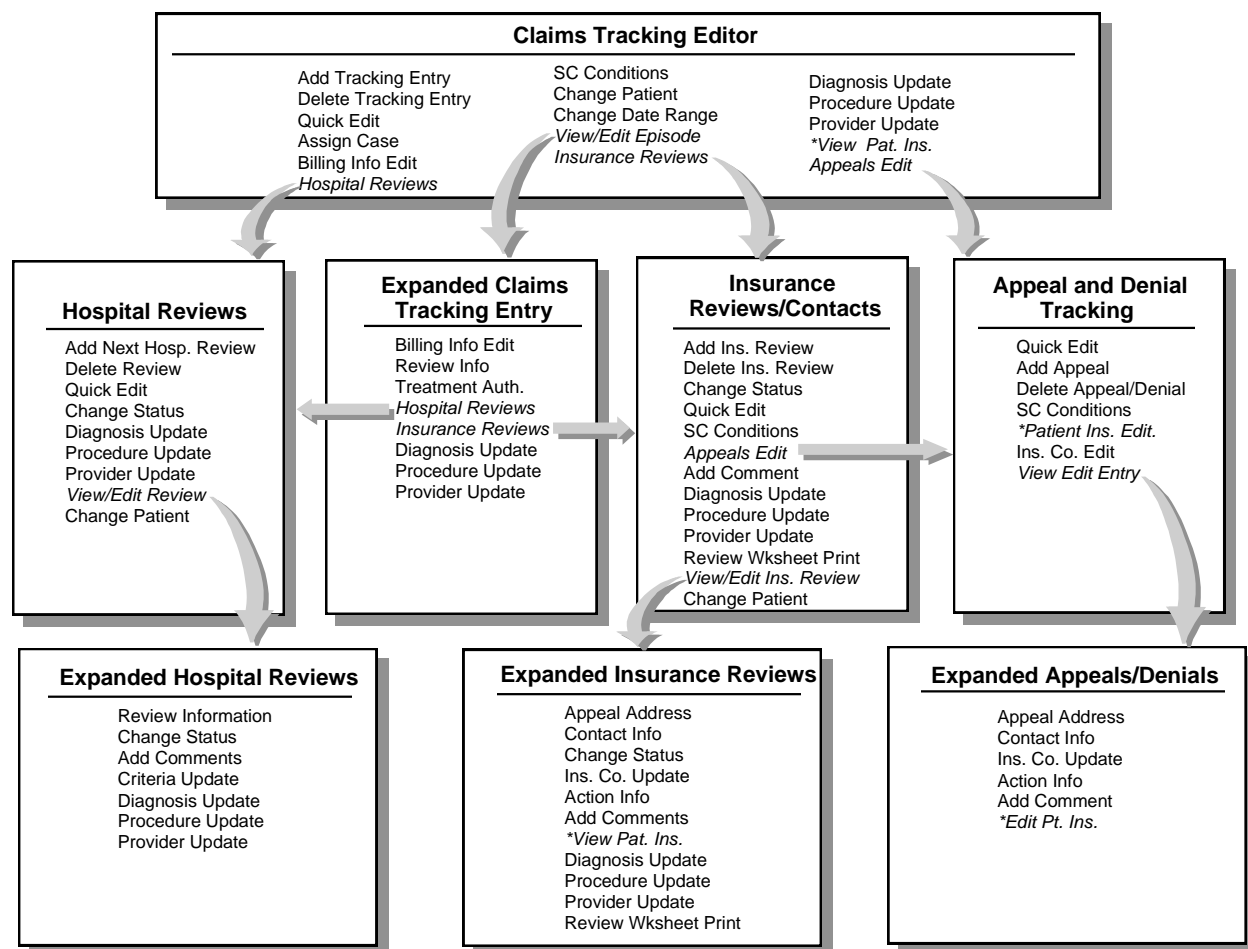 Claims Tracking Editor
Add Tracking Entry
Delete Tracking Entry
Quick Edit
Assign Case
Billing Info Edit
Hospital Reviews
SC Conditions
Change Patient
Change Date Range
View/Edit Episode
Insurance Reviews
Diagnosis Update
Procedure Update
Provider Update
*View Pat. Ins.
Appeals Edit
Hospital Reviews
Add Next Hosp. Review
Delete Review
Quick Edit
Change Status
Diagnosis Update
Procedure Update
Provider Update
View/Edit Review
Change Patient
Expanded Claims
Tracking Entry
Billing Info Edit
Review Info
Treatment Auth.
Hospital Reviews
Insurance Reviews
Diagnosis Update
Procedure Update
Provider Update
Insurance
Reviews/Contacts
Add Ins. Review
Delete Ins. Review
Change Status
Quick Edit
SC Conditions
Appeals Edit
Add Comment
Diagnosis Update
Procedure Update
Provider Update
Review Wksheet Print
View/Edit Ins. Review
Change Patient
Appeal and Denial
Tracking
Quick Edit
Add Appeal
Delete Appeal/Denial
SC Conditions
*Patient Ins. Edit.
Ins. Co. Edit
View Edit Entry
Expanded Hospital Reviews
Review Information
Change Status
Add Comments
Criteria Update
Diagnosis Update
Procedure Update
Provider Update
Expanded Insurance Reviews
Appeal Address
Contact Info
Change Status
Ins. Co. Update
Action Info
Add Comments
*View Pat. Ins.
Diagnosis Update
Procedure Update
Provider Update
Review Wksheet Print
Expanded Appeals/Denials
Appeal Address
Contact Info
Ins. Co. Update
Action Info
Add Comment
*Edit Pt. Ins.